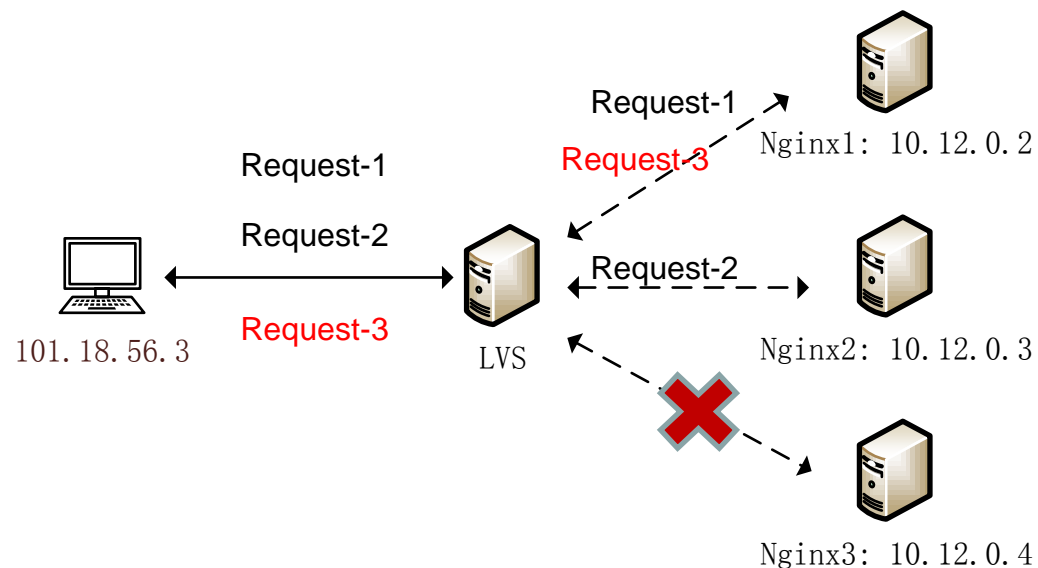 Request-1
Request-2
Request-3
101.18.56.3
LVS
Request-1
Request-3
Request-2
Nginx1: 10.12.0.2
Nginx2: 10.12.0.3
Nginx3: 10.12.0.4